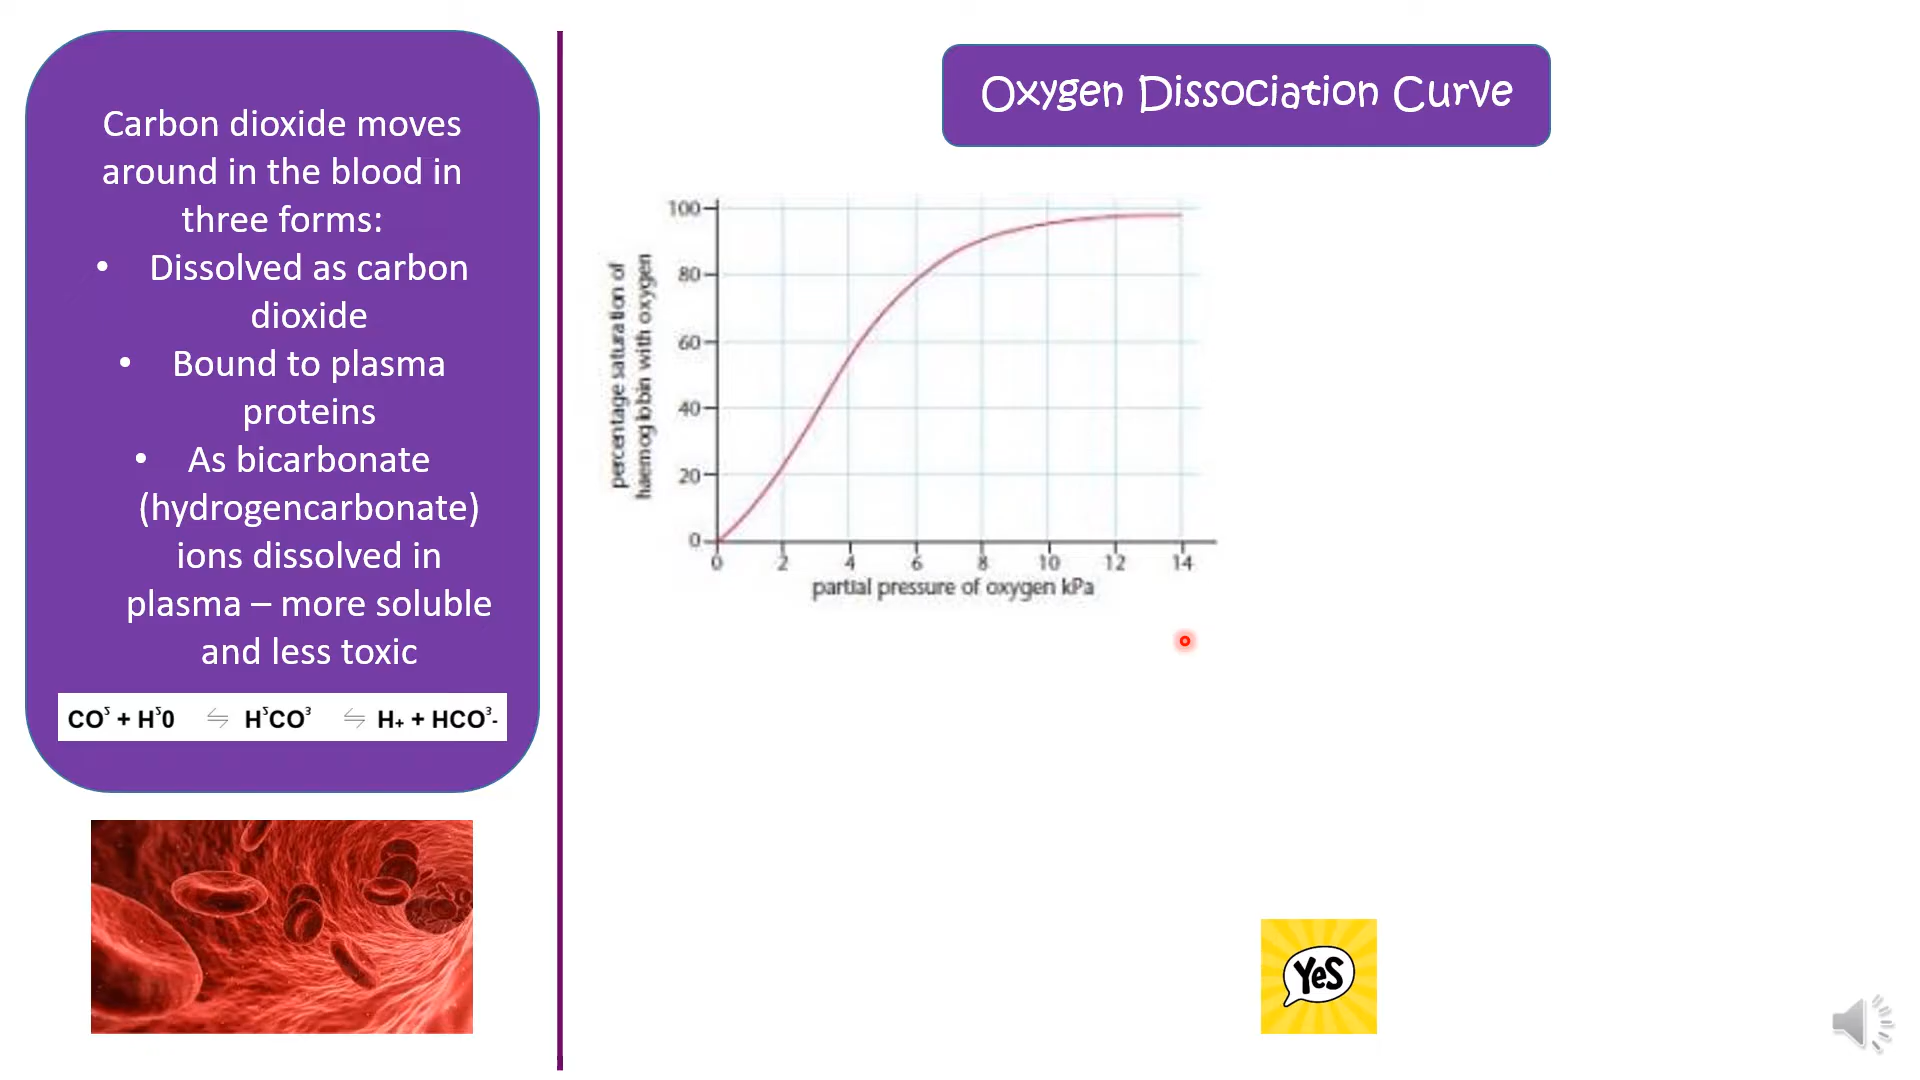 Carbon dioxide moves
around in the blood in
three forms:
• Dissolved as carbon
dioxide
• Bound to plasma
proteins
• As bicarbonate
(hydrogencarbonate)
ions dissolved in
plasma – more soluble
and less toxic
CO² + H²0 ⇋ H²CO³ ⇋ H+ + HCO³-
Oxygen Dissociation Curve
percentage saturation of
haemoglobin with oxygen
100
80
60
40
20
0
0 2 4 6 8 10 12 14
partial pressure of oxygen kPa
YeS